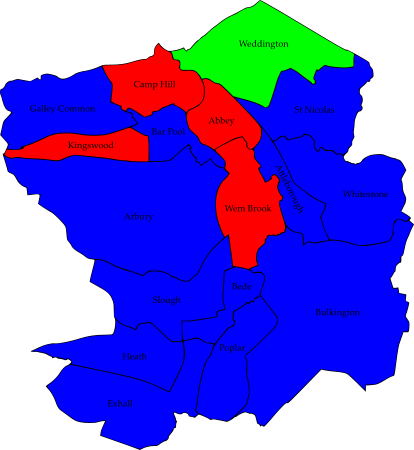 Weddington
Camp Hill
Galley Common
St Nicolas
Abbey
Bar Pool
Kingswood
Attleborough
Whitestone
Wem Brook
Arbury
Bede
Slough
Bulkington
Poplar
Heath
Exhall